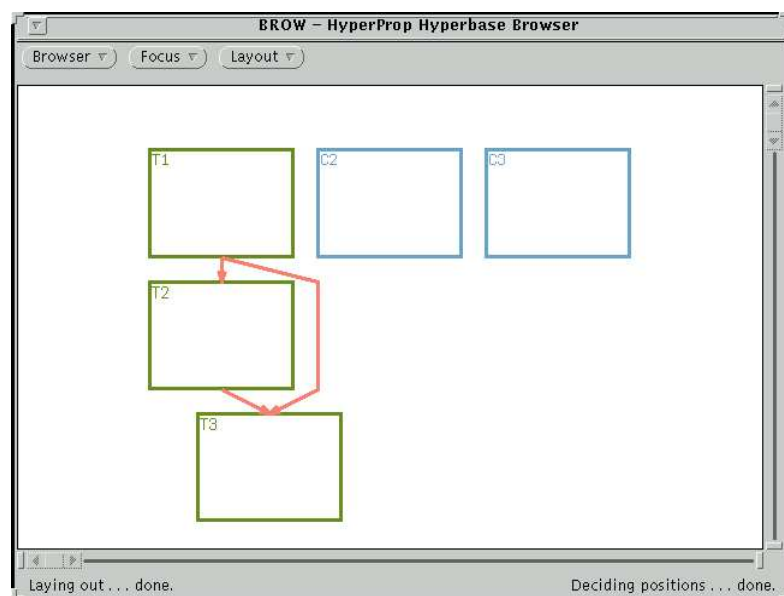 BROW – HyperProp Hyperbase Browser
Browser Focus Layout
T1 C2 C3
T2
T3
Laying out . . . done. Deciding positions . . . done.